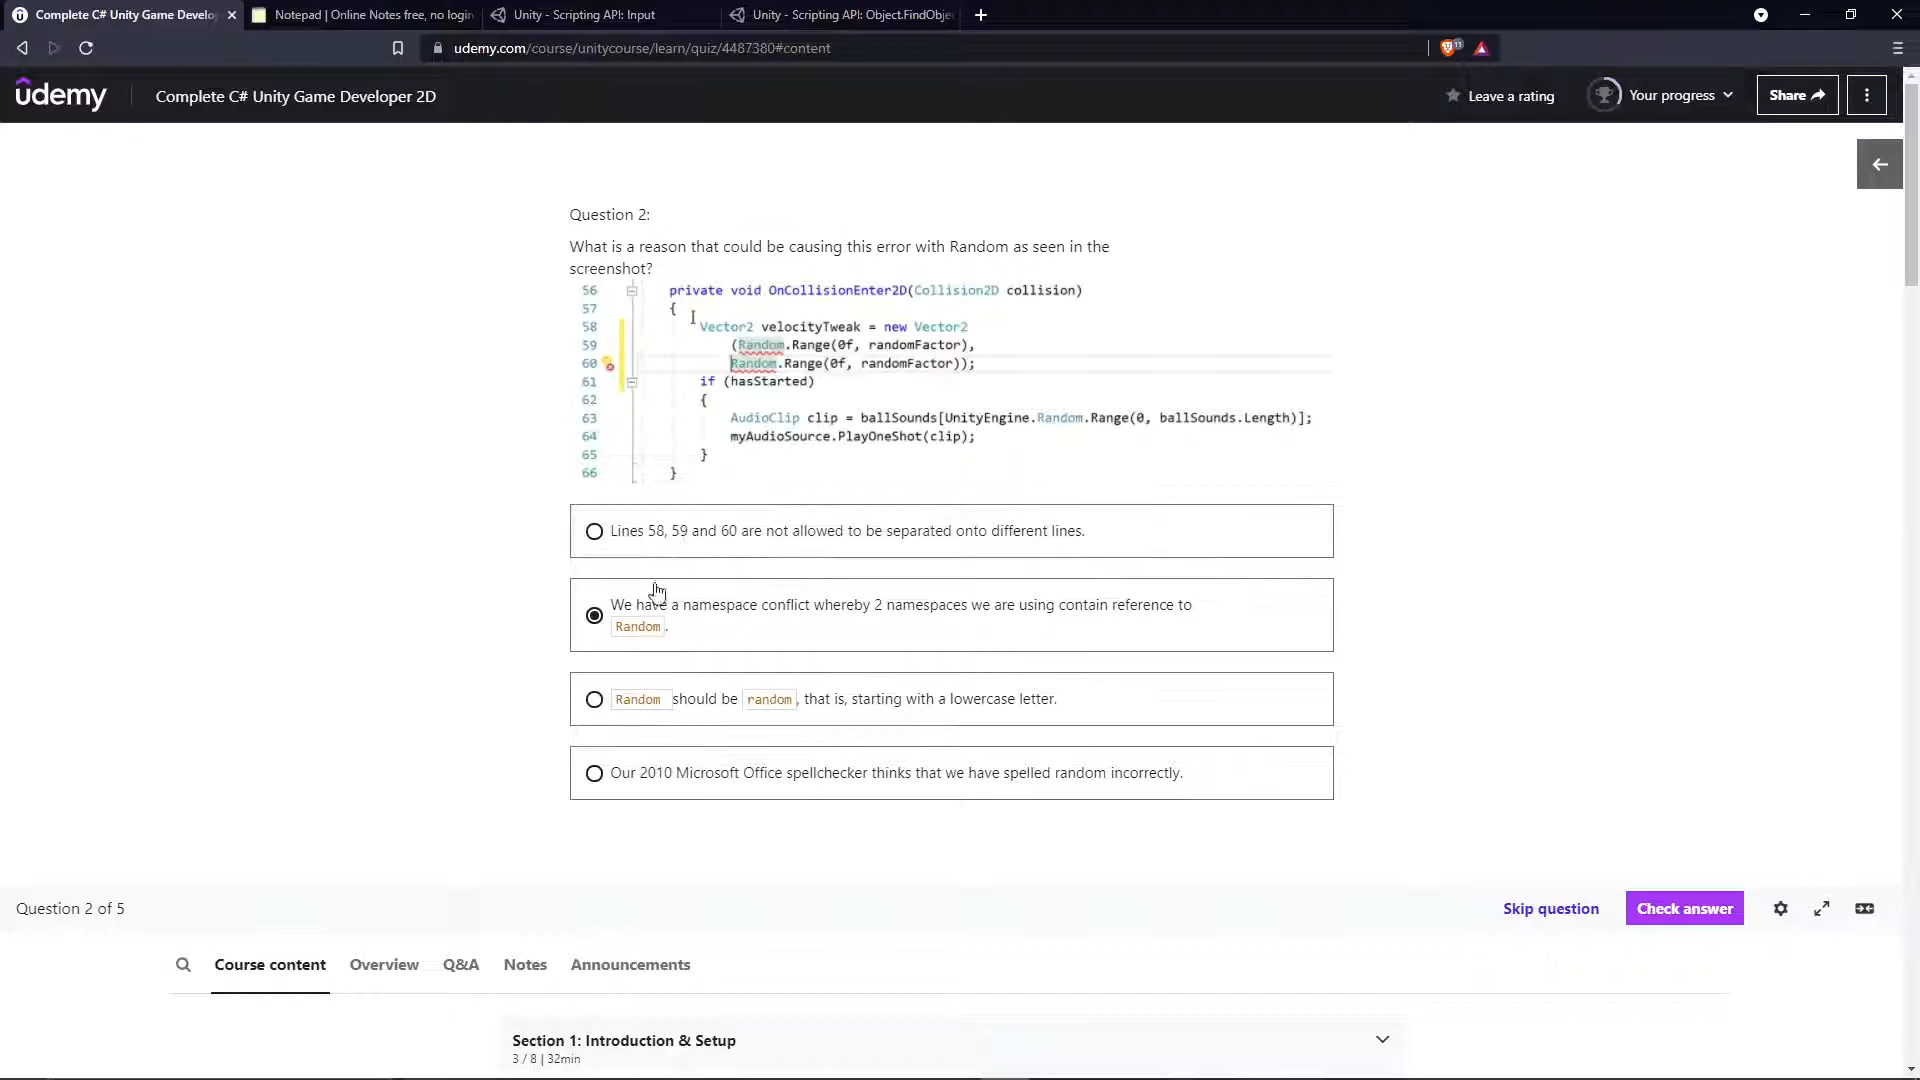 Complete C# Unity Game Develo
Notepad | Online Notes free, no login
Unity - Scripting API: Input
Unity - Scripting API: Object.FindObje
udemy.com/course/unitycourse/learn/quiz/4487380#content
11
udemy
Complete C# Unity Game Developer 2D
Leave a rating
Your progress
Share
Question 2:
What is a reason that could be causing this error with Random as seen in the
screenshot?
56 private void OnCollisionEnter2D(Collision2D collision)
57 {
58 Vector2 velocityTweak = new Vector2
59 (Random.Range(0f, randomFactor),
60 Random.Range(0f, randomFactor));
61 if (hasStarted)
62 {
63 AudioClip clip = ballSounds[UnityEngine.Random.Range(0, ballSounds.Length)];
64 myAudioSource.PlayOneShot(clip);
65 }
66 }
Lines 58, 59 and 60 are not allowed to be separated onto different lines.
We have a namespace conflict whereby 2 namespaces we are using contain reference to
Random.
Random should be random, that is, starting with a lowercase letter.
Our 2010 Microsoft Office spellchecker thinks that we have spelled random incorrectly.
Question 2 of 5
Skip question
Check answer
Course content
Overview
Q&A
Notes
Announcements
Section 1: Introduction & Setup
3 / 8 | 32min